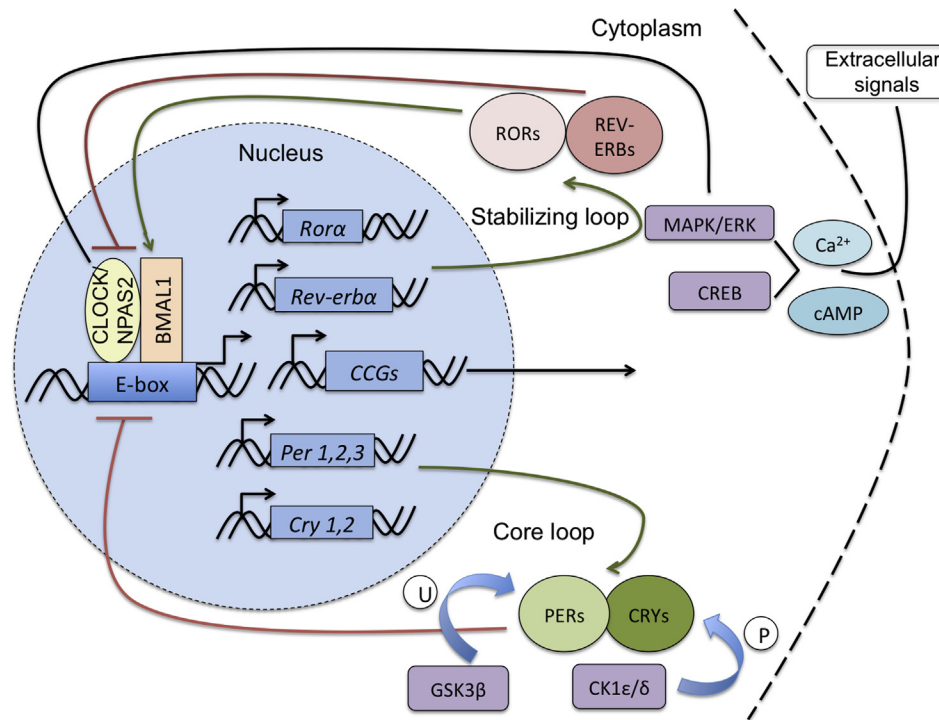 Cytoplasm
Extracellular
signals
RORs
REV-
ERBs
Nucleus
Rorα
Stabilizing loop
MAPK/ERK
Ca²⁺
CLOCK/
NPAS2
BMAL1
Rev-erbα
CREB
cAMP
E-box
CCGs
Per 1,2,3
Cry 1,2
Core loop
U
PERs
CRYs
P
GSK3β
CK1ε/δ